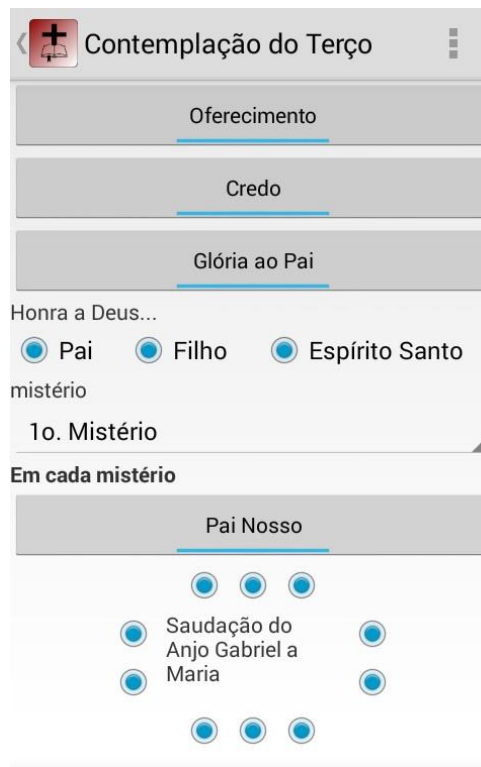 Contemplação do Terço
Oferecimento
Credo
Glória ao Pai
Honra a Deus...
Pai Filho Espírito Santo
mistério
1o. Mistério
Em cada mistério
Pai Nosso
Saudação do
Anjo Gabriel a
Maria